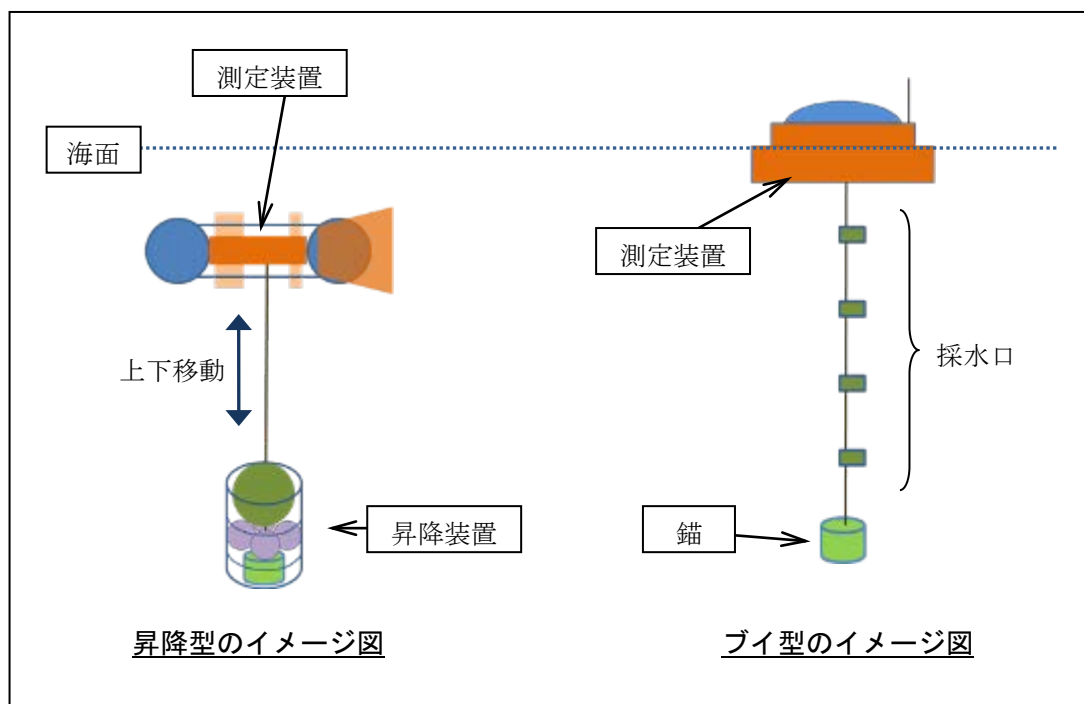 測定装置
海面
測定装置
上下移動
採水口
昇降装置
錨
昇降型のイメージ図
ブイ型のイメージ図